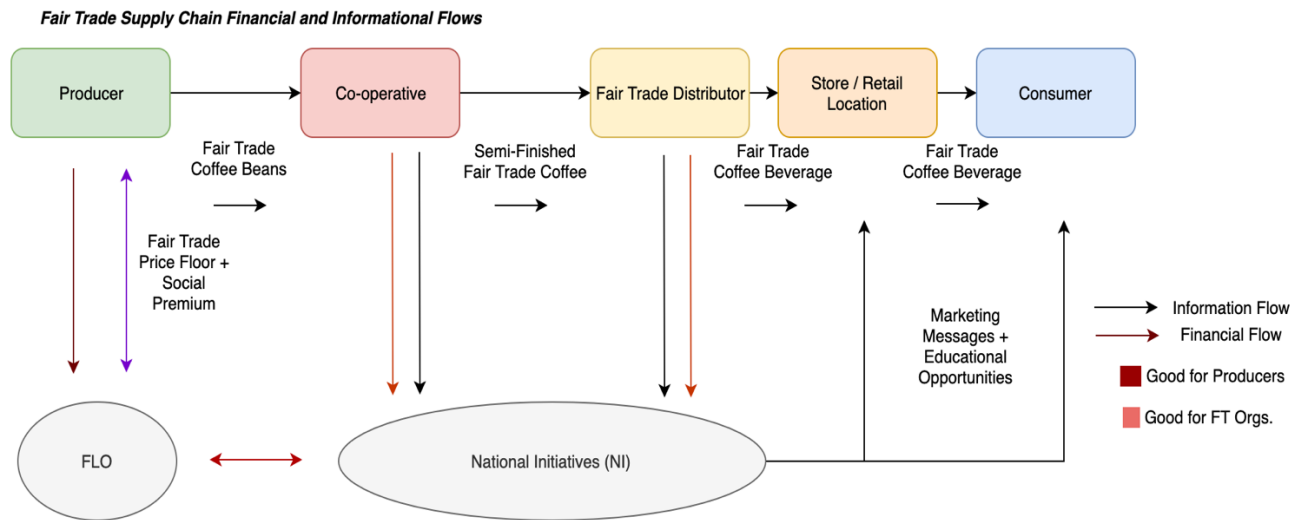 Fair Trade Supply Chain Financial and Informational Flows
Producer
Co-operative
Fair Trade Distributor
Store / Retail
Location
Consumer
Fair Trade
Coffee Beans
Semi-Finished
Fair Trade Coffee
Fair Trade
Coffee Beverage
Fair Trade
Coffee Beverage
Fair Trade
Price Floor +
Social
Premium
Marketing
Messages +
Educational
Opportunities
Information Flow
Financial Flow
Good for Producers
Good for FT Orgs.
FLO
National Initiatives (NI)